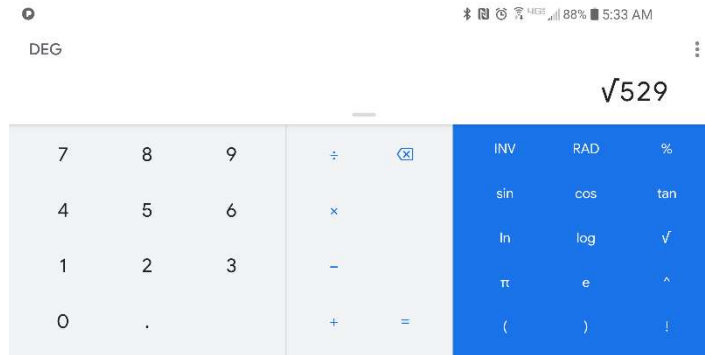 88% 5:33 AM
DEG
√529
7 8 9 ÷ INV RAD %
4 5 6 × sin cos tan
1 2 3 − ln log √
0 . + = π e ^
( ) !